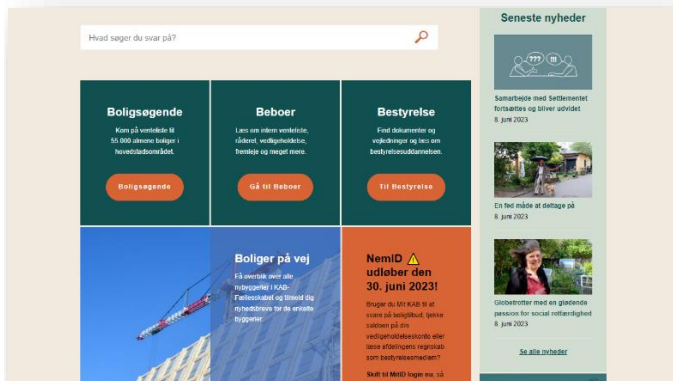 Hvad søger du svar på?
Boligsøgende
Kom på venteliste til
55.000 almene boliger i
hovedstadsområdet.
Boligsøgende
Beboer
Læs om intern venteliste,
råderet, vedligeholdelse,
fremleje og meget mere.
Gå til Beboer
Bestyrelse
Find dokumenter og
vejledninger og læs om
bestyrelsesuddannelsen.
Til Bestyrelse
Boliger på vej
Få overblik over alle
nybyggerier i KAB-
Fællesskabet og tilmeld dig
nyhedsbreve for de enkelte
byggerier.
NemID
udløber den
30. juni 2023!
Bruger du Mit KAB til at
svare på boligtilbud, tjekke
saldoen på din
vedligeholdelseskonto eller
læse afdelingens regnskab
som bestyrelsesmedlem?
Skift til MitID login nu, så
Seneste nyheder
??? !!!
Samarbejde med Settlementet
fortsættes og bliver udvidet
8. juni 2023
En fed måde at deltage på
8. juni 2023
Globetrotter med en glødende
passion for social retfærdighed
8. juni 2023
Se alle nyheder